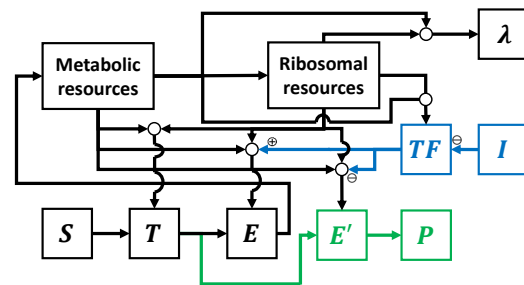 Metabolic
resources
Ribosomal
resources
λ
⊕
⊖
TF
⊖
I
S
T
E
E′
P